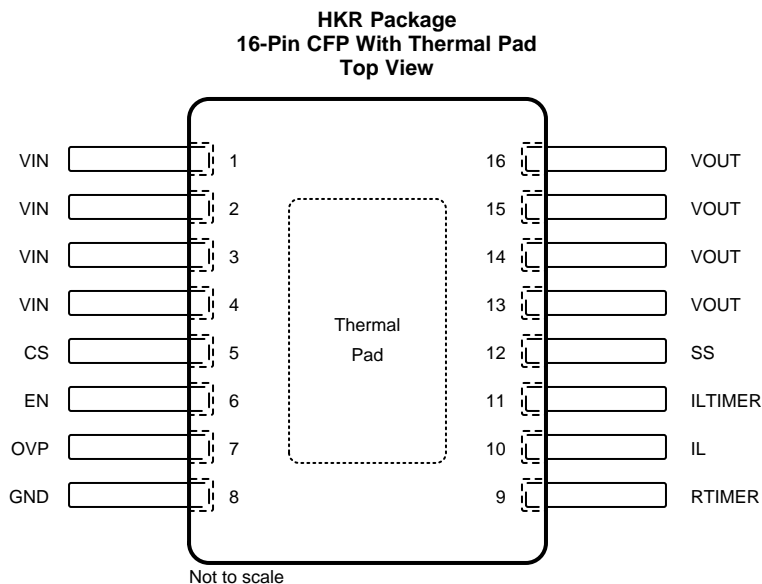 HKR Package
16-Pin CFP With Thermal Pad
Top View
VIN 1 16 VOUT
VIN 2 15 VOUT
VIN 3 14 VOUT
VIN 4 13 VOUT
Thermal
Pad
CS 5 12 SS
EN 6 11 ILTIMER
OVP 7 10 IL
GND 8 9 RTIMER
Not to scale